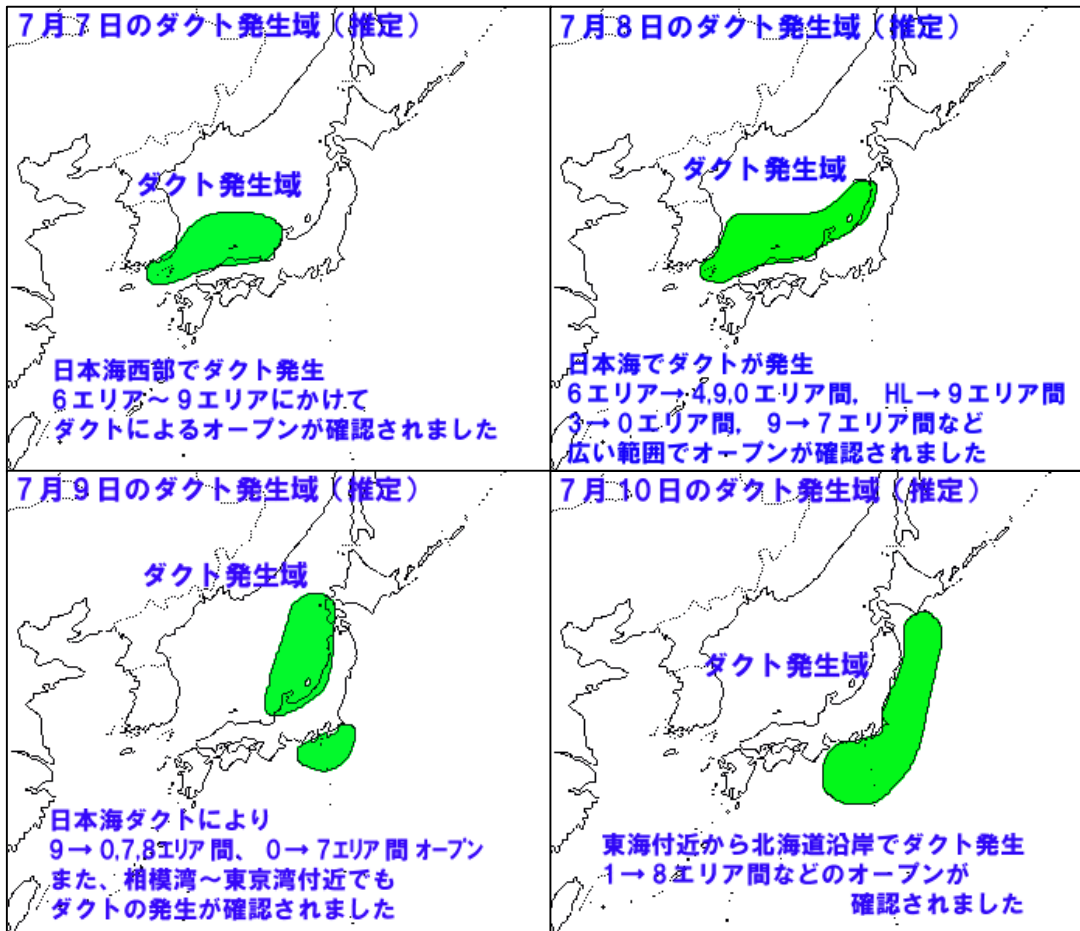 7月7日のダクト発生域（推定）
ダクト発生域
日本海西部でダクト発生
6エリア～9エリアにかけて
ダクトによるオープンが確認されました
7月8日のダクト発生域（推定）
ダクト発生域
日本海でダクトが発生
6エリア→4,9,0エリア間,　HL→9エリア間
3→0エリア間,　9→7エリア間など
広い範囲でオープンが確認されました
7月9日のダクト発生域（推定）
ダクト発生域
日本海ダクトにより
9→0,7,8エリア間、 0→7エリア間 オープン
また、相模湾～東京湾付近でも
ダクトの発生が確認されました
7月10日のダクト発生域（推定）
ダクト発生域
東海付近から北海道沿岸でダクト発生
1→8エリア間などのオープンが
確認されました